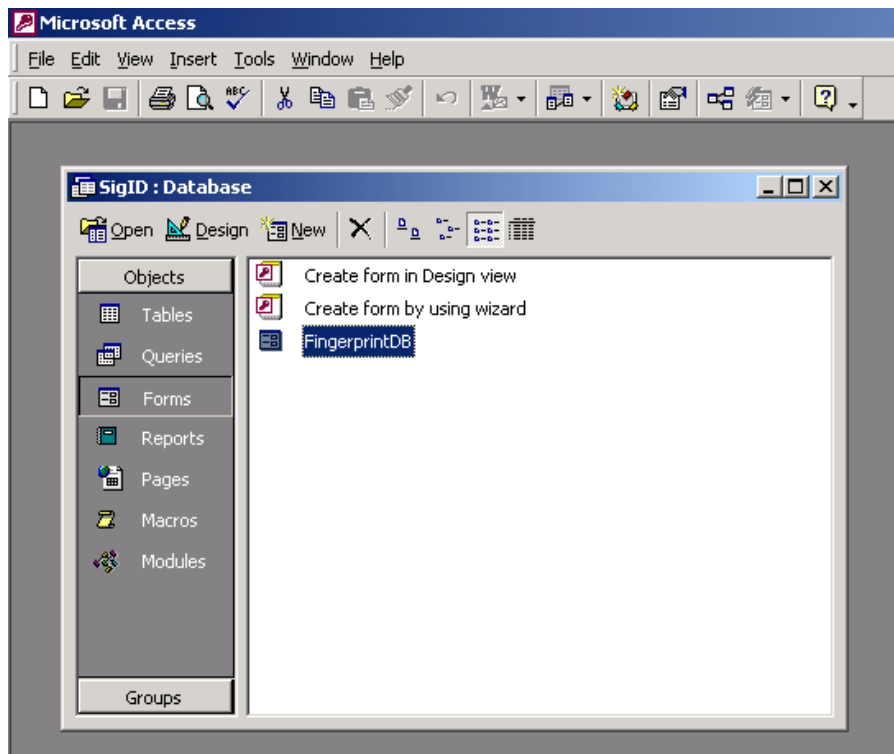 Microsoft Access
File Edit View Insert Tools Window Help
ABC
W
SigID : Database
Open Design New
Objects
Tables
Queries
Forms
Reports
Pages
Macros
Modules
Groups
Create form in Design view
Create form by using wizard
FingerprintDB